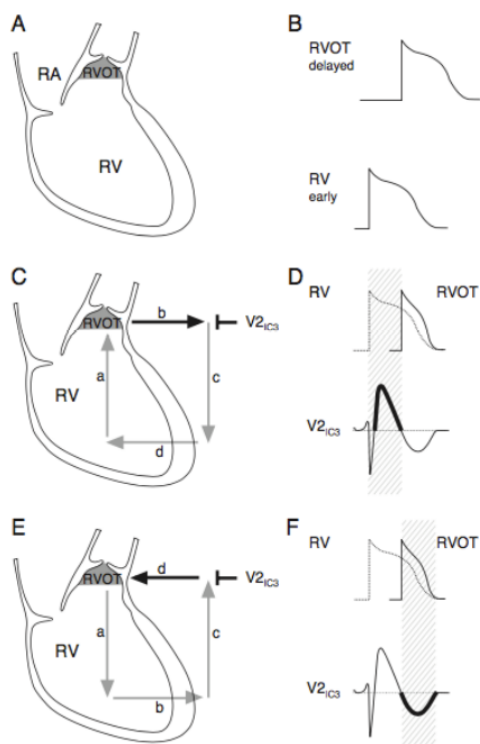 A
RA
RVOT
RV
B
RVOT
delayed
RV
early
C
RVOT
b
V2IC3
a
c
RV
d
D
RV RVOT
V2IC3
E
RVOT
d
V2IC3
a
c
RV
b
F
RV RVOT
V2IC3